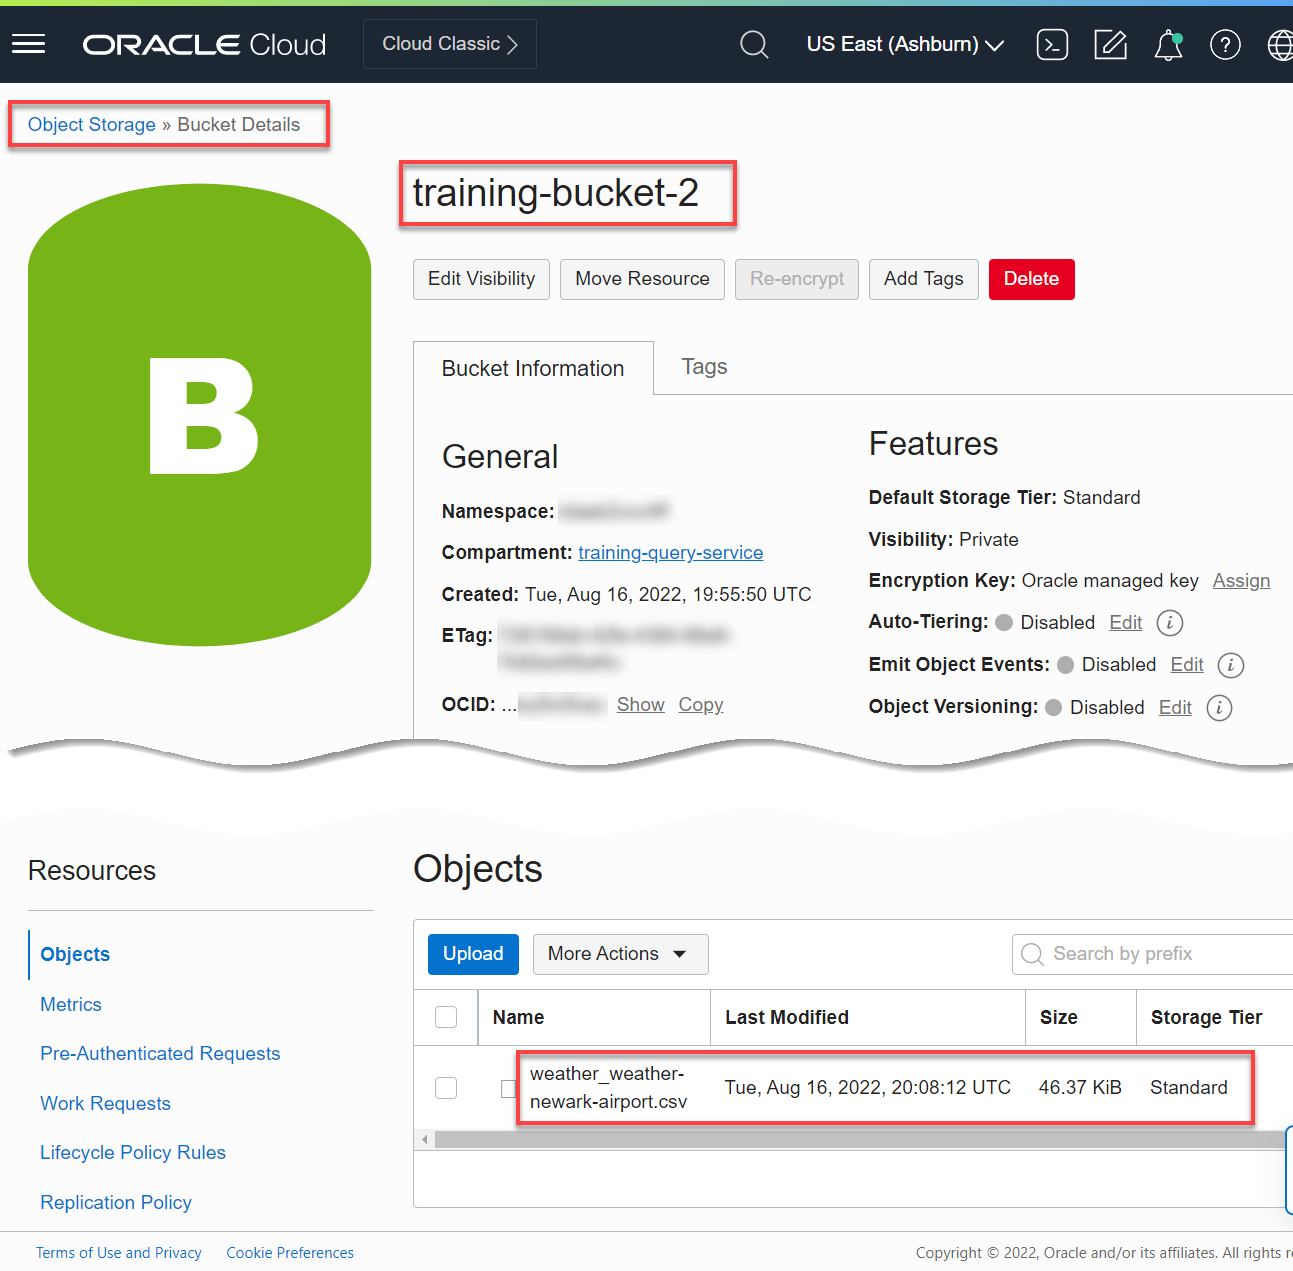 ORACLE Cloud
Cloud Classic
US East (Ashburn)
Object Storage » Bucket Details
training-bucket-2
B
Edit Visibility
Move Resource
Re-encrypt
Add Tags
Delete
Bucket Information
Tags
General
Namespace:
Compartment: training-query-service
Created: Tue, Aug 16, 2022, 19:55:50 UTC
ETag:
OCID: ...
Show
Copy
Features
Default Storage Tier: Standard
Visibility: Private
Encryption Key: Oracle managed key Assign
Auto-Tiering: Disabled Edit
Emit Object Events: Disabled Edit
Object Versioning: Disabled Edit
Resources
Objects
Metrics
Pre-Authenticated Requests
Work Requests
Lifecycle Policy Rules
Replication Policy
Objects
Upload
More Actions
Search by prefix
Name
Last Modified
Size
Storage Tier
weather_weather-
newark-airport.csv
Tue, Aug 16, 2022, 20:08:12 UTC
46.37 KiB
Standard
Terms of Use and Privacy
Cookie Preferences
Copyright © 2022, Oracle and/or its affiliates. All rights